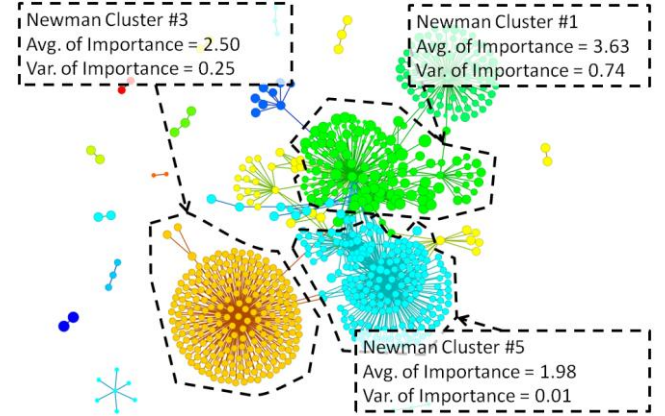 Newman Cluster #3
Avg. of Importance = 2.50
Var. of Importance = 0.25
Newman Cluster #1
Avg. of Importance = 3.63
Var. of Importance = 0.74
Newman Cluster #5
Avg. of Importance = 1.98
Var. of Importance = 0.01